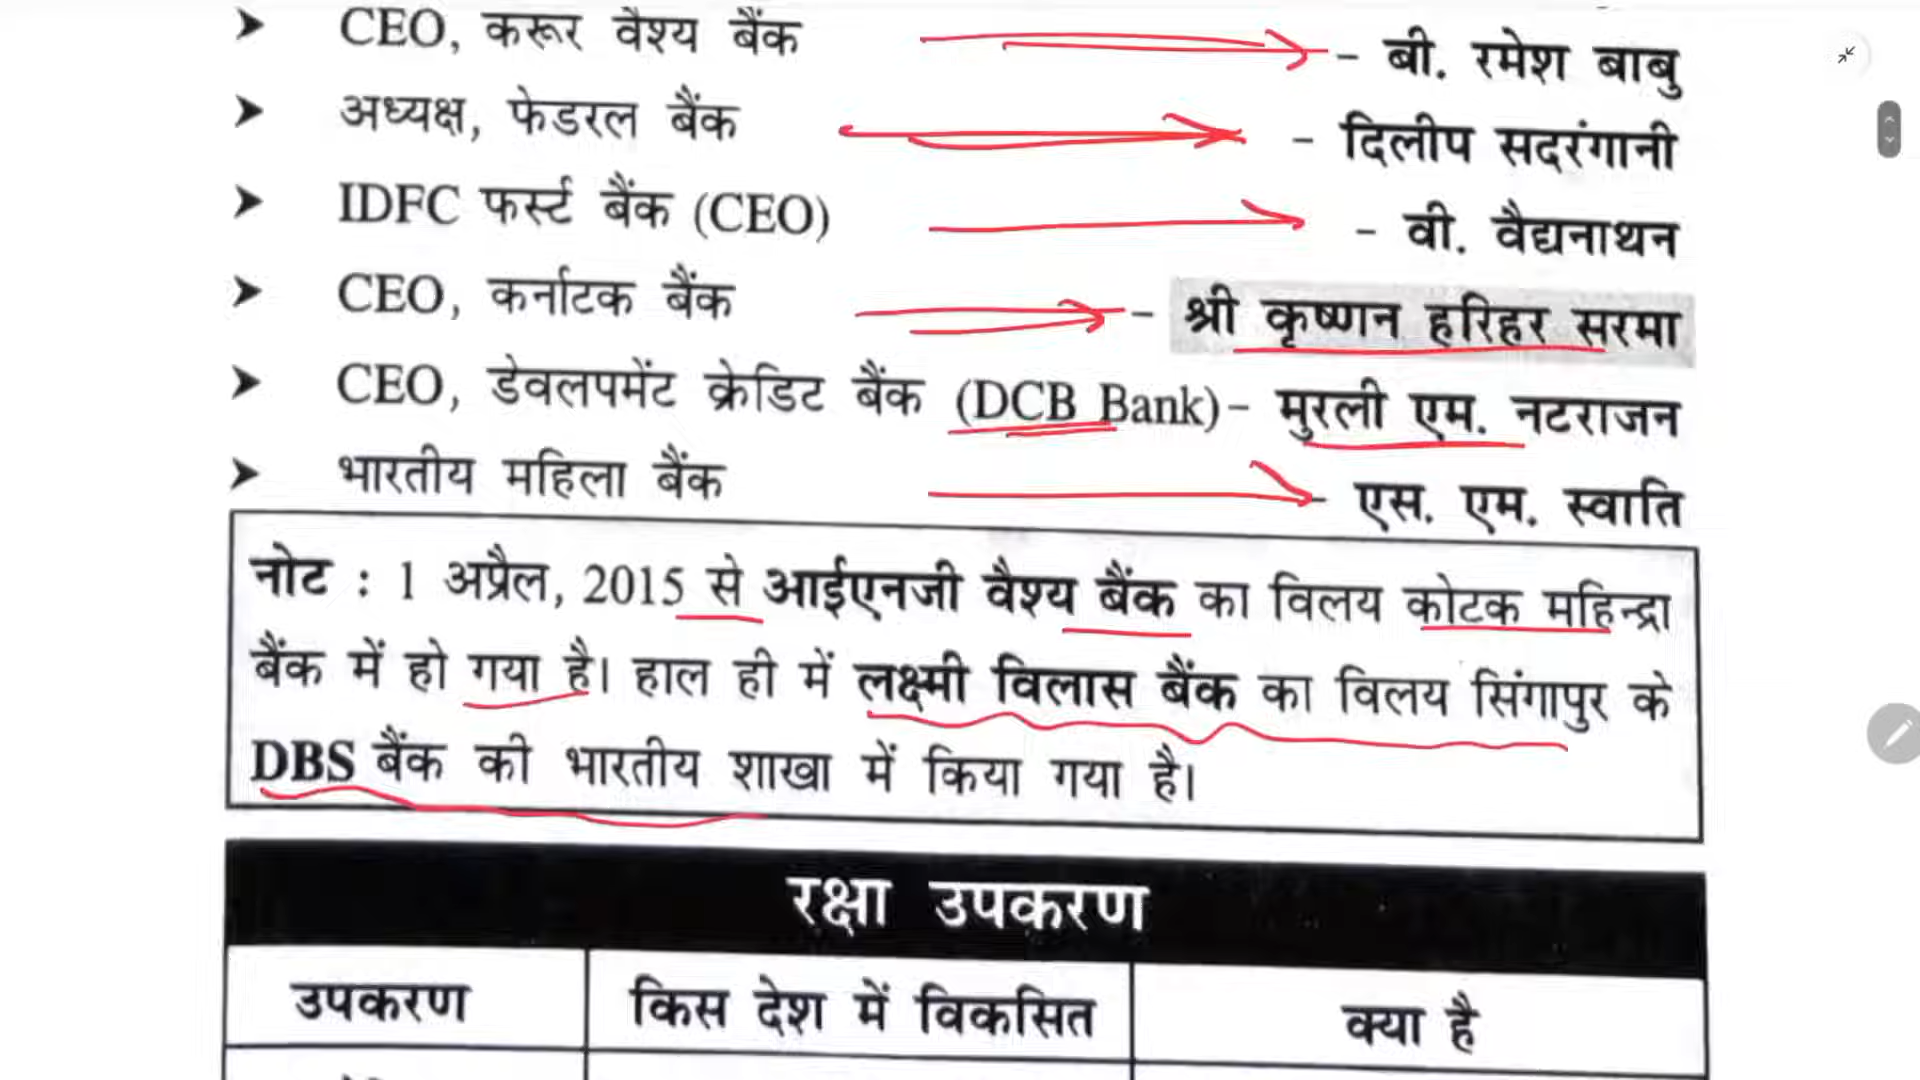 ➤ CEO, करूर वैश्य बैंक - बी. रमेश बाबु
➤ अध्यक्ष, फेडरल बैंक - दिलीप सदरंगानी
➤ IDFC फर्स्ट बैंक (CEO) - वी. वैद्यनाथन
➤ CEO, कर्नाटक बैंक - श्री कृष्णन हरिहर सरमा
➤ CEO, डेवलपमेंट क्रेडिट बैंक (DCB Bank)- मुरली एम. नटराजन
➤ भारतीय महिला बैंक - एस. एम. स्वाति
नोट : 1 अप्रैल, 2015 से आईएनजी वैश्य बैंक का विलय कोटक महिन्द्रा
बैंक में हो गया है। हाल ही में लक्ष्मी विलास बैंक का विलय सिंगापुर के
DBS बैंक की भारतीय शाखा में किया गया है।
रक्षा उपकरण
उपकरण किस देश में विकसित क्या है